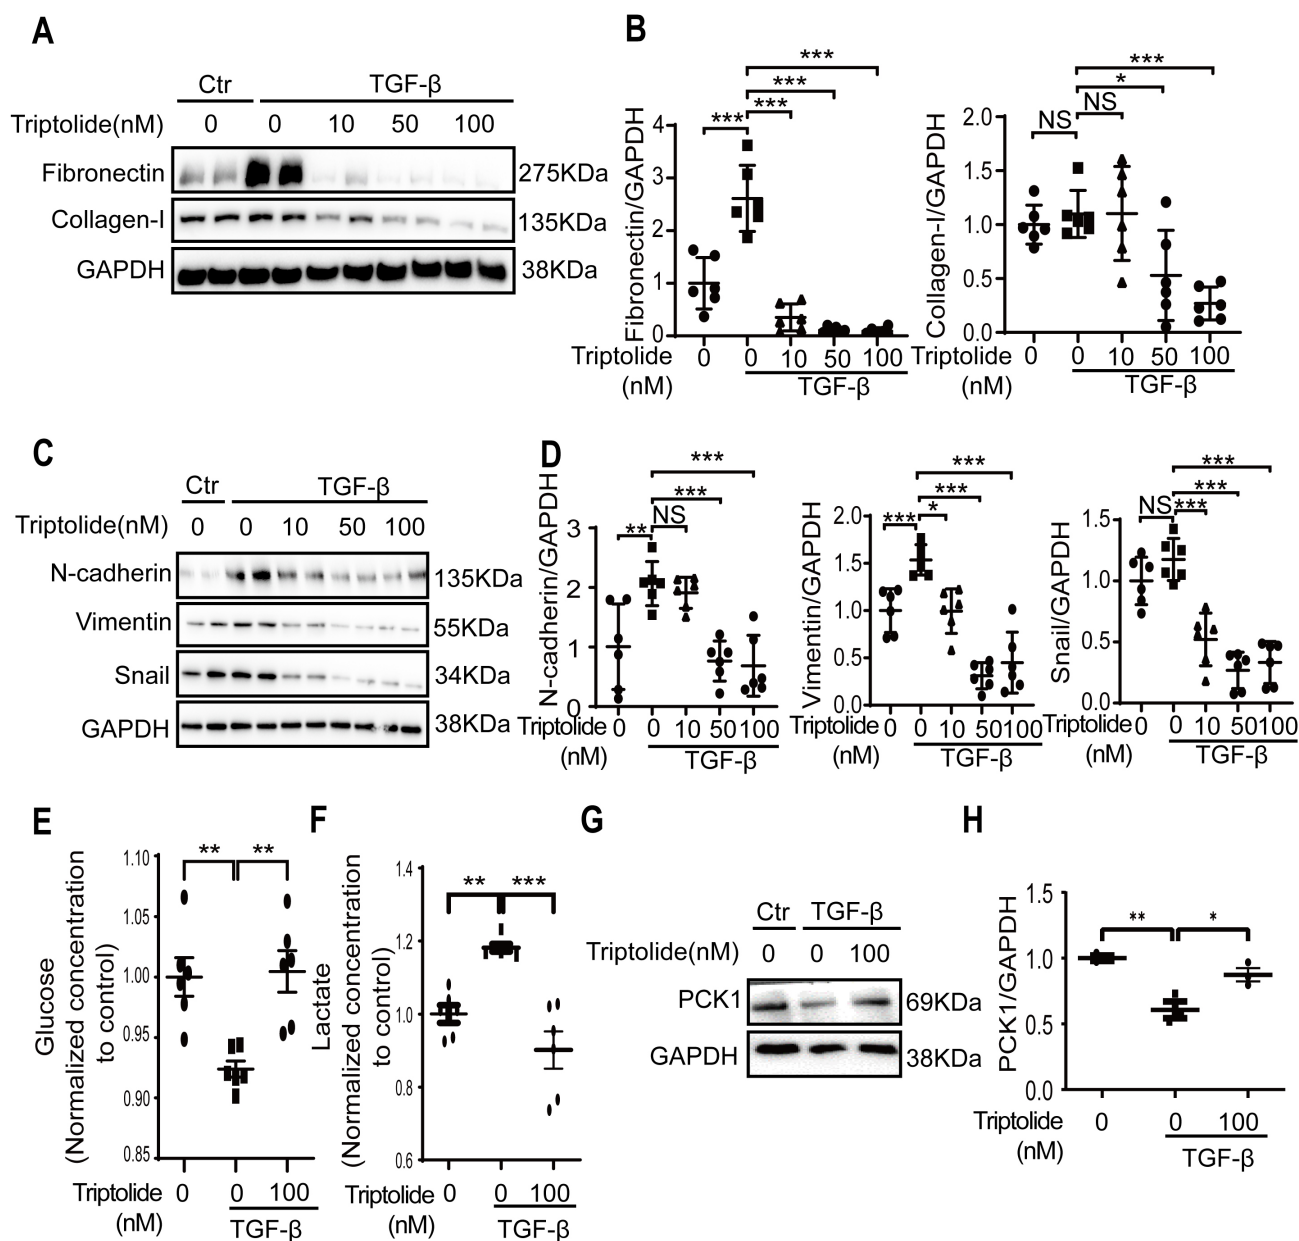 A
Ctr TGF-β
Triptolide(nM) 0 0 10 50 100
Fibronectin 275KDa
Collagen-I 135KDa
GAPDH 38KDa
B
Fibronectin/GAPDH
4
3
2
1
0
*** *** *** ***
Triptolide (nM)
0 0 10 50 100
TGF-β
Collagen-I/GAPDH
2.0
1.5
1.0
0.5
0.0
NS NS * ***
Triptolide (nM)
0 0 10 50 100
TGF-β
C
Ctr TGF-β
Triptolide(nM) 0 0 10 50 100
N-cadherin 135KDa
Vimentin 55KDa
Snail 34KDa
GAPDH 38KDa
D
N-cadherin/GAPDH
3
2
1
0
** NS *** ***
Triptolide (nM)
0 0 10 50 100
TGF-β
Vimentin/GAPDH
2.0
1.5
1.0
0.5
0.0
*** * *** ***
Triptolide (nM)
0 0 10 50 100
TGF-β
Snail/GAPDH
1.5
1.0
0.5
0.0
NS *** *** ***
Triptolide (nM)
0 0 10 50 100
TGF-β
E
Glucose
(Normalized concentration
to control)
1.10
1.05
1.00
0.95
0.90
0.85
** **
Triptolide (nM)
0 0 100
TGF-β
F
Lactate
(Normalized concentration
to control)
1.4
1.2
1.0
0.8
0.6
** ***
Triptolide (nM)
0 0 100
TGF-β
G
Ctr TGF-β
Triptolide(nM) 0 0 100
PCK1 69KDa
GAPDH 38KDa
H
PCK1/GAPDH
1.5
1.0
0.5
0.0
** *
Triptolide (nM)
0 0 100
TGF-β